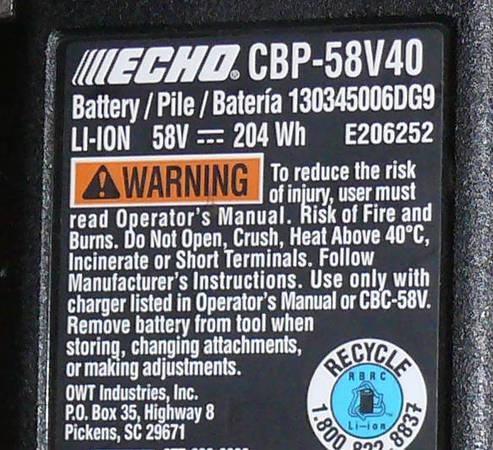 ECHO® CBP-58V40
Battery / Pile / Batería 130345006DG9
LI-ION 58V 204 Wh E206252
WARNING To reduce the risk
of injury, user must
read Operator's Manual. Risk of Fire and
Burns. Do Not Open, Crush, Heat Above 40°C,
Incinerate or Short Terminals. Follow
Manufacturer's Instructions. Use only with
charger listed in Operator's Manual or CBC-58V.
Remove battery from tool when
storing, changing attachments,
or making adjustments.
OWT Industries, Inc.
P.O. Box 35, Highway 8
Pickens, SC 29671
RECYCLE
RBRC
Li-ion
1.800.822.8837